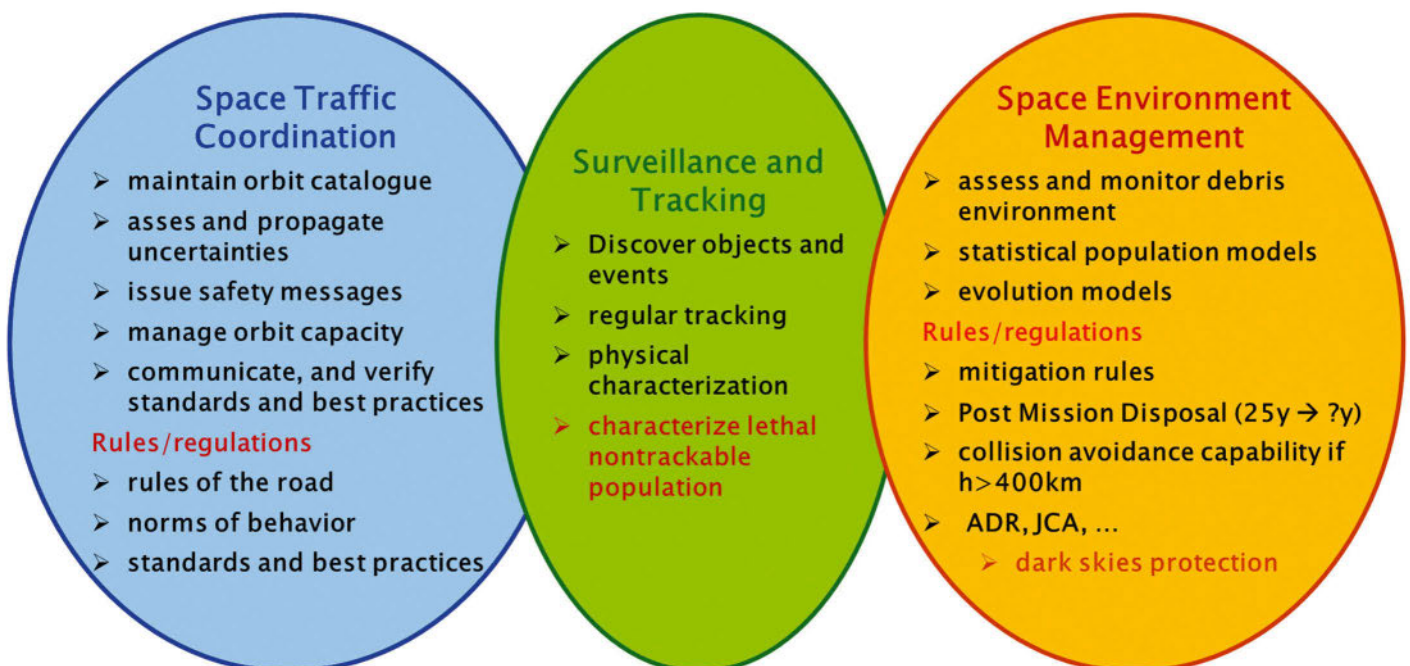 Space Traffic
Coordination
➢ maintain orbit catalogue
➢ asses and propagate
uncertainties
➢ issue safety messages
➢ manage orbit capacity
➢ communicate, and verify
standards and best practices
Rules/regulations
➢ rules of the road
➢ norms of behavior
➢ standards and best practices
Surveillance and
Tracking
➢ Discover objects and
events
➢ regular tracking
➢ physical
characterization
➢ characterize lethal
nontrackable
population
Space Environment
Management
➢ assess and monitor debris
environment
➢ statistical population models
➢ evolution models
Rules/regulations
➢ mitigation rules
➢ Post Mission Disposal (25y → ?y)
➢ collision avoidance capability if
h>400km
➢ ADR, JCA, ...
➢ dark skies protection